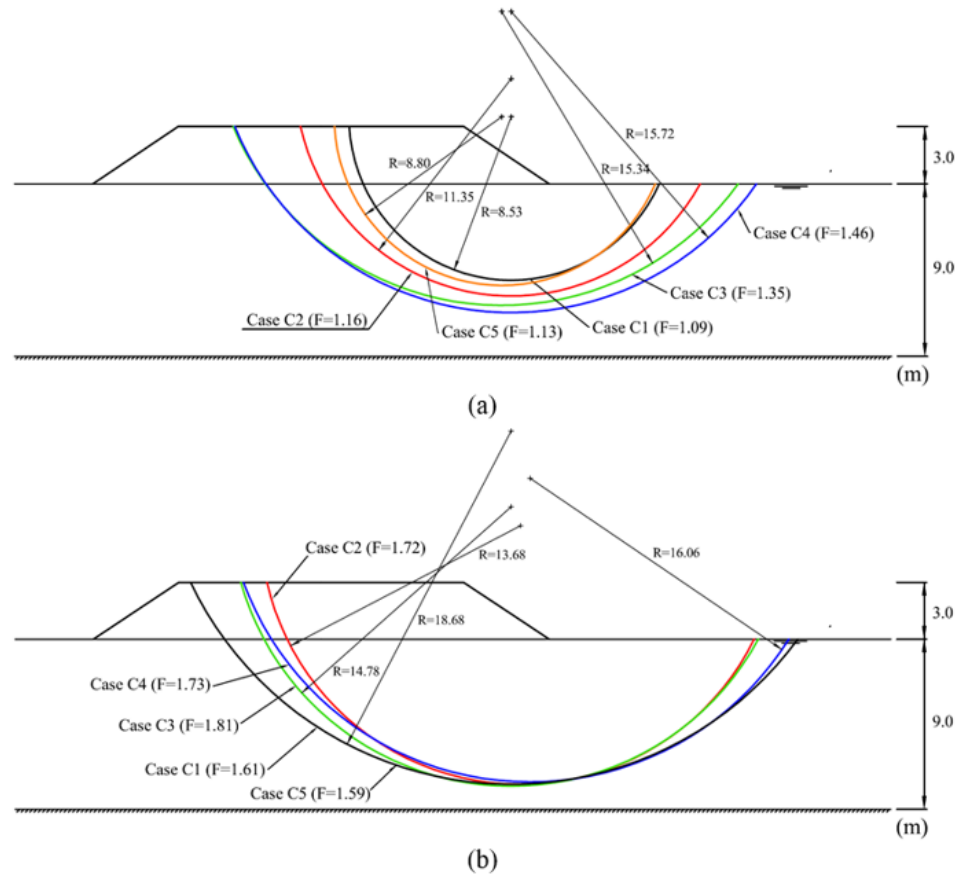 R=15.72
3.0
R=8.80
R=15.34
R=11.35
R=8.53
Case C4 (F=1.46)
9.0
Case C3 (F=1.35)
Case C2 (F=1.16)
Case C5 (F=1.13)
Case C1 (F=1.09)
(m)
(a)
Case C2 (F=1.72)
R=13.68
R=16.06
3.0
R=18.68
R=14.78
Case C4 (F=1.73)
Case C3 (F=1.81)
9.0
Case C1 (F=1.61)
Case C5 (F=1.59)
(m)
(b)